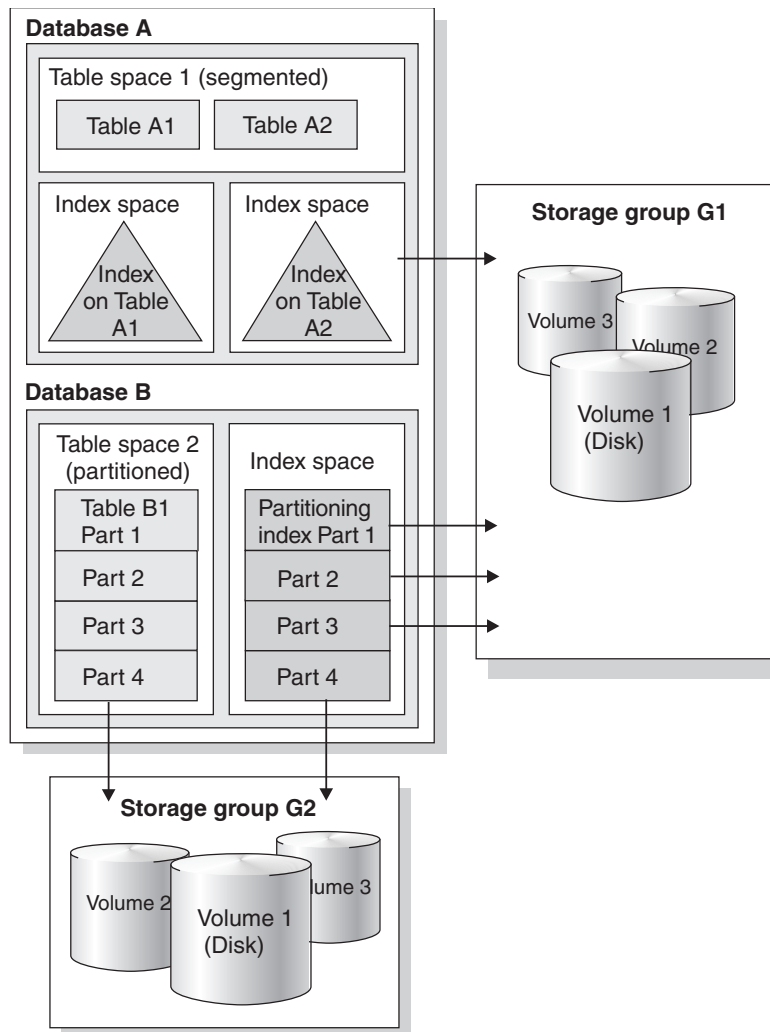 Database A
Table space 1 (segmented)
Table A1
Table A2
Index space
Index
on Table
A1
Index space
Index
on Table
A2
Database B
Table space 2
(partitioned)
Table B1
Part 1
Part 2
Part 3
Part 4
Index space
Partitioning
index Part 1
Part 2
Part 3
Part 4
Storage group G1
Volume 3
Volume 2
Volume 1
(Disk)
Storage group G2
Volume 2
Volume 1
(Disk)
lume 3